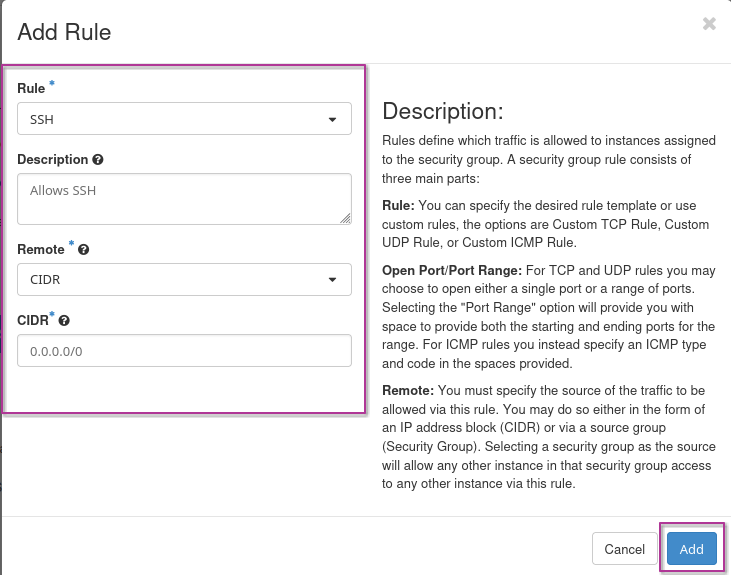 Add Rule
×
Rule *
SSH
Description ?
Allows SSH
Remote * ?
CIDR
CIDR* ?
0.0.0.0/0
Description:
Rules define which traffic is allowed to instances assigned
to the security group. A security group rule consists of
three main parts:
Rule: You can specify the desired rule template or use
custom rules, the options are Custom TCP Rule, Custom
UDP Rule, or Custom ICMP Rule.
Open Port/Port Range: For TCP and UDP rules you may
choose to open either a single port or a range of ports.
Selecting the "Port Range" option will provide you with
space to provide both the starting and ending ports for the
range. For ICMP rules you instead specify an ICMP type
and code in the spaces provided.
Remote: You must specify the source of the traffic to be
allowed via this rule. You may do so either in the form of
an IP address block (CIDR) or via a source group
(Security Group). Selecting a security group as the source
will allow any other instance in that security group access
to any other instance via this rule.
Cancel
Add